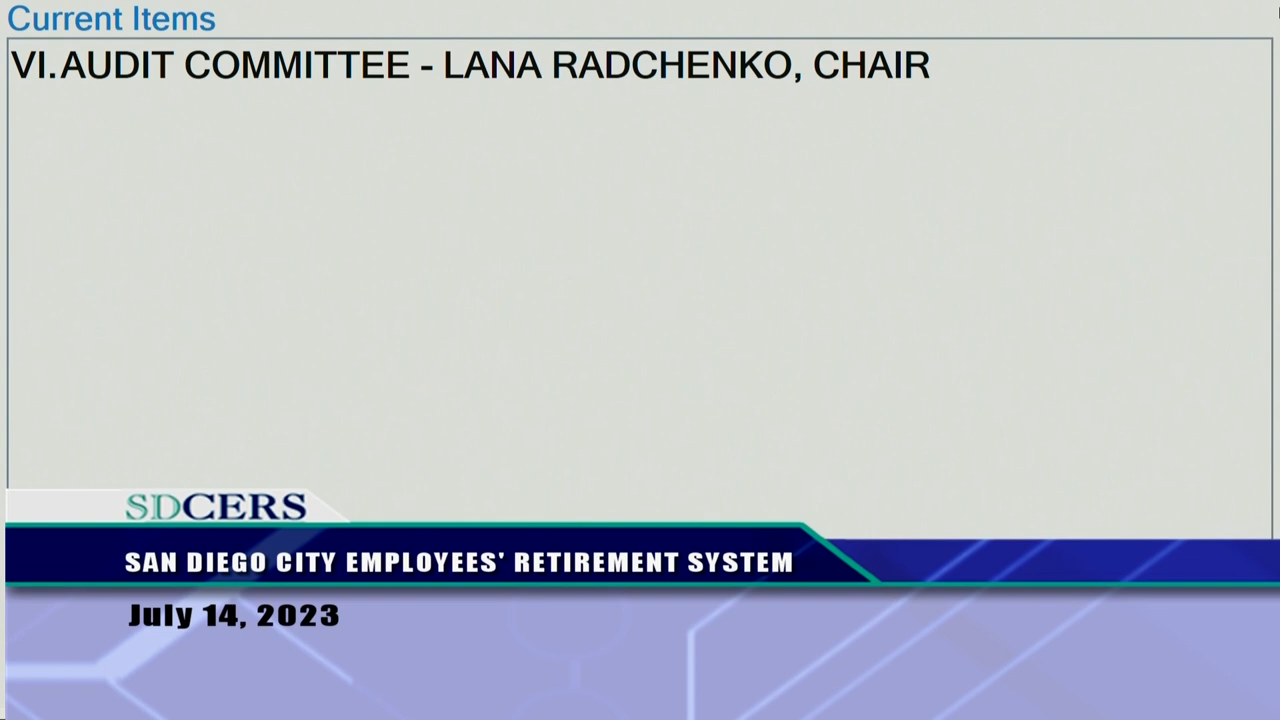 Current Items
VI. AUDIT COMMITTEE - LANA RADCHENKO, CHAIR
SDCERS
SAN DIEGO CITY EMPLOYEES' RETIREMENT SYSTEM
July 14, 2023